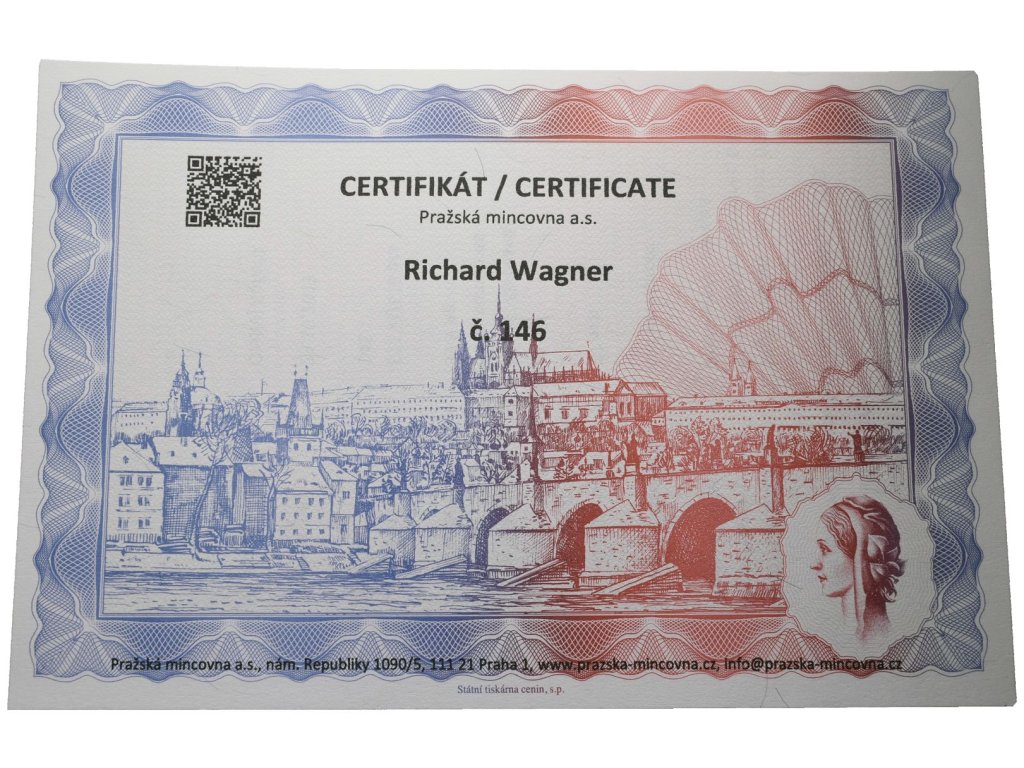 CERTIFIKÁT / CERTIFICATE
Pražská mincovna a.s.
Richard Wagner
č. 146
Pražská mincovna a.s., nám. Republiky 1090/5, 111 21 Praha 1, www.prazska-mincovna.cz, info@prazska-mincovna.cz
Státní tiskárna cenin, s.p.